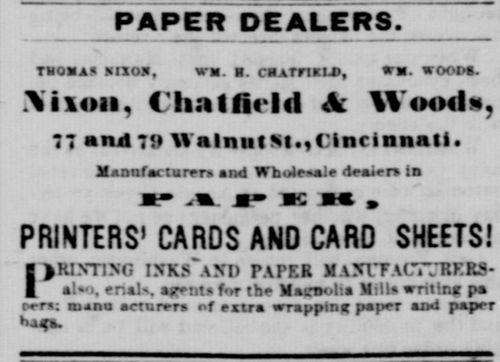 PAPER DEALERS.
THOMAS NIXON, WM. H. CHATFIELD, WM. WOODS.
Nixon, Chatfield & Woods,
77 and 79 Walnut St., Cincinnati.
Manufacturers and Wholesale dealers in
PAPER,
PRINTERS' CARDS AND CARD SHEETS!
PRINTING INKS AND PAPER MANUFACTURERS-
also, erials, agents for the Magnolia Mills writing pa
pers; manu acturers of extra wrapping paper and paper
bags.